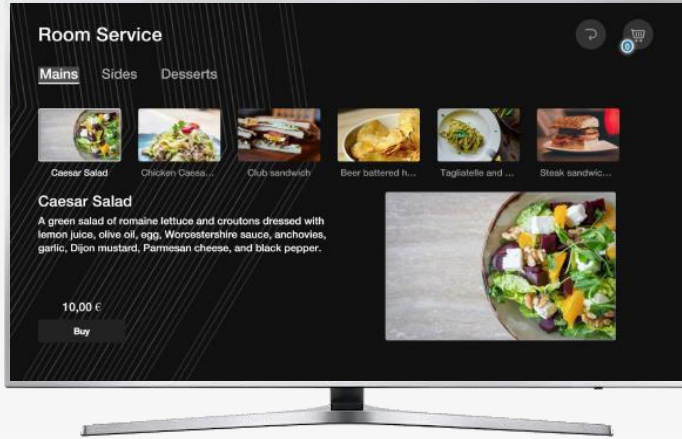 Room Service
0
Mains Sides Desserts
Caesar Salad Chicken Caesa... Club sandwich Beer battered h... Tagliatelle and ... Steak sandwic...
Caesar Salad
A green salad of romaine lettuce and croutons dressed with
lemon juice, olive oil, egg, Worcestershire sauce, anchovies,
garlic, Dijon mustard, Parmesan cheese, and black pepper.
10,00 €
Buy